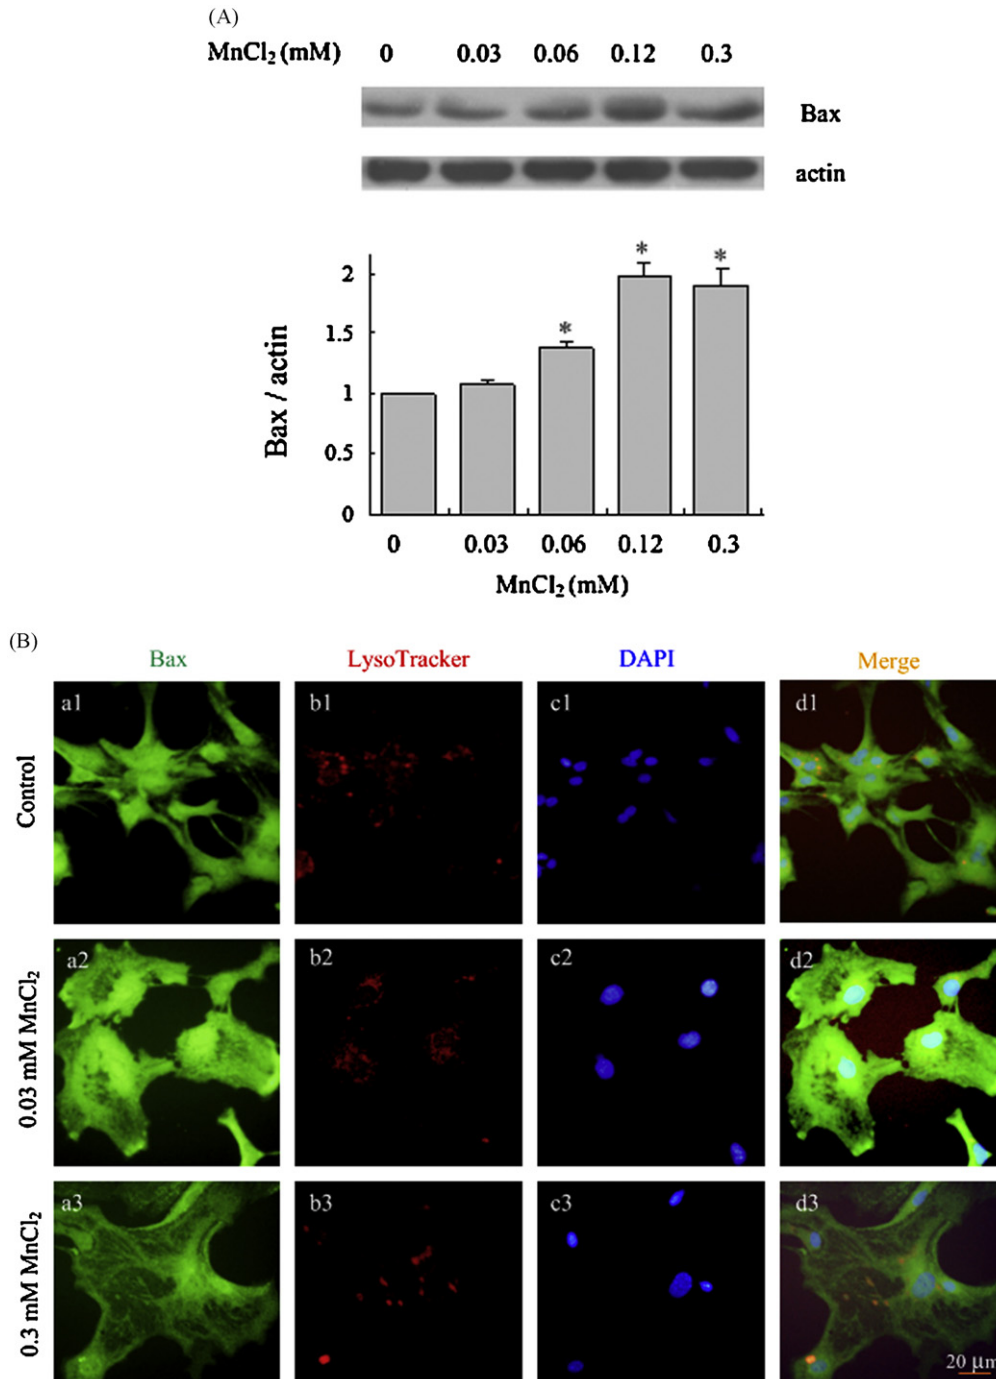 (A)
MnCl₂ (mM) 0 0.03 0.06 0.12 0.3
Bax
actin
* * *
2
1.5
1
0.5
0
Bax / actin
0 0.03 0.06 0.12 0.3
MnCl₂ (mM)
(B)
Bax LysoTracker DAPI Merge
Control
a1 b1 c1 d1
0.03 mM MnCl₂
a2 b2 c2 d2
0.3 mM MnCl₂
a3 b3 c3 d3
20 μm